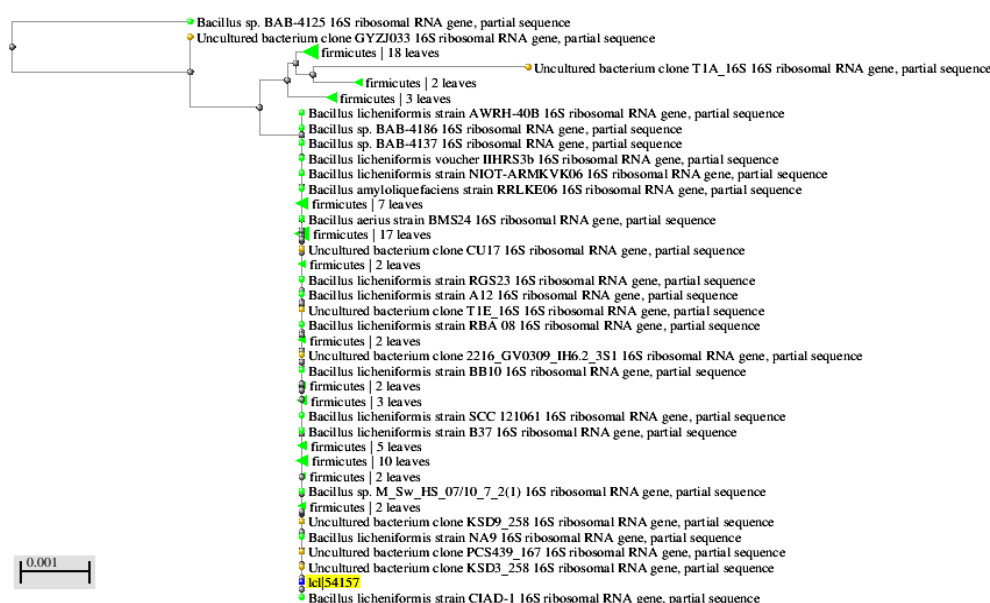 Bacillus sp. BAB-4125 16S ribosomal RNA gene, partial sequence
Uncultured bacterium clone GYZJ033 16S ribosomal RNA gene, partial sequence
firmicutes | 18 leaves
Uncultured bacterium clone T1A_16S 16S ribosomal RNA gene, partial sequence
firmicutes | 2 leaves
firmicutes | 3 leaves
Bacillus licheniformis strain AWRH-40B 16S ribosomal RNA gene, partial sequence
Bacillus sp. BAB-4186 16S ribosomal RNA gene, partial sequence
Bacillus sp. BAB-4137 16S ribosomal RNA gene, partial sequence
Bacillus licheniformis voucher IIHRS3b 16S ribosomal RNA gene, partial sequence
Bacillus licheniformis strain NIOT-ARMKVK06 16S ribosomal RNA gene, partial sequence
Bacillus amyloliquefaciens strain RRLKE06 16S ribosomal RNA gene, partial sequence
firmicutes | 7 leaves
Bacillus aerius strain BMS24 16S ribosomal RNA gene, partial sequence
firmicutes | 17 leaves
Uncultured bacterium clone CU17 16S ribosomal RNA gene, partial sequence
firmicutes | 2 leaves
Bacillus licheniformis strain RGS23 16S ribosomal RNA gene, partial sequence
Bacillus licheniformis strain A12 16S ribosomal RNA gene, partial sequence
Uncultured bacterium clone T1E_16S 16S ribosomal RNA gene, partial sequence
Bacillus licheniformis strain RBA 08 16S ribosomal RNA gene, partial sequence
firmicutes | 2 leaves
Uncultured bacterium clone 2216_GV0309_IH6.2_3S1 16S ribosomal RNA gene, partial sequence
Bacillus licheniformis strain BB10 16S ribosomal RNA gene, partial sequence
firmicutes | 2 leaves
firmicutes | 3 leaves
Bacillus licheniformis strain SCC 121061 16S ribosomal RNA gene, partial sequence
Bacillus licheniformis strain B37 16S ribosomal RNA gene, partial sequence
firmicutes | 5 leaves
firmicutes | 10 leaves
firmicutes | 2 leaves
Bacillus sp. M_Sw_HS_07/10_7_2(1) 16S ribosomal RNA gene, partial sequence
firmicutes | 2 leaves
Uncultured bacterium clone KSD9_258 16S ribosomal RNA gene, partial sequence
Bacillus licheniformis strain NA9 16S ribosomal RNA gene, partial sequence
Uncultured bacterium clone PCS439_167 16S ribosomal RNA gene, partial sequence
Uncultured bacterium clone KSD3_258 16S ribosomal RNA gene, partial sequence
0.001
lcl|54157
Bacillus licheniformis strain CIAD-1 16S ribosomal RNA gene, partial sequence